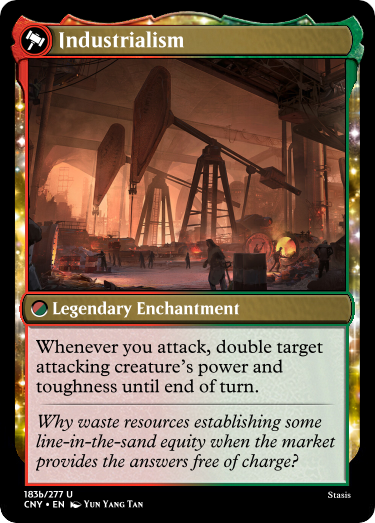 Industrialism
Legendary Enchantment
Whenever you attack, double target
attacking creature's power and
toughness until end of turn.
Why waste resources establishing some
line-in-the-sand equity when the market
provides the answers free of charge?
183b/277 U
CNY • EN Yun Yang Tan
Stasis